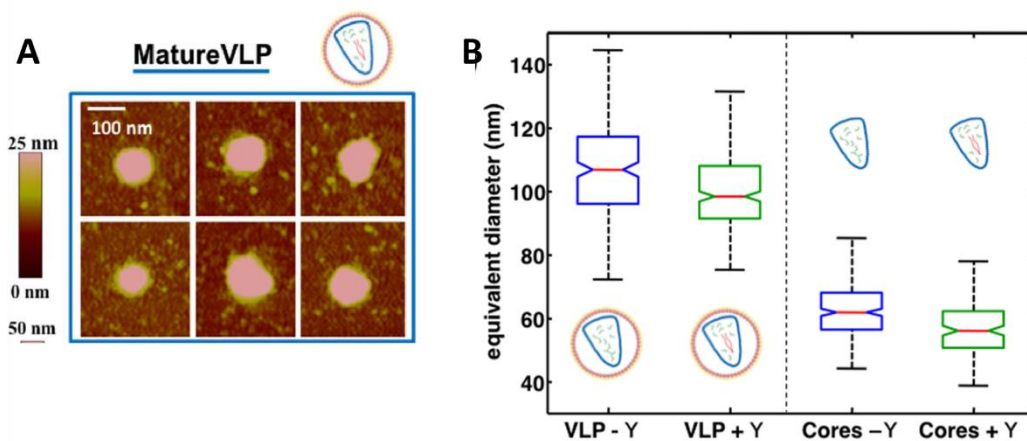 A
MatureVLP
100 nm
25 nm
0 nm
50 nm
B
equivalent diameter (nm)
140
120
100
80
60
40
VLP - Y
VLP + Y
Cores –Y
Cores + Y